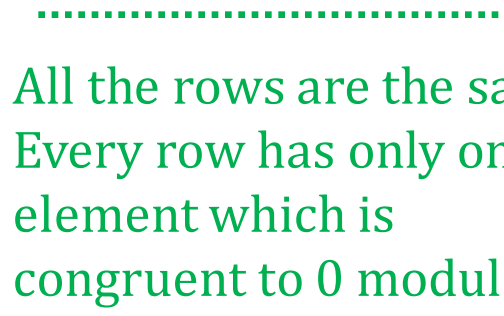 All the rows are the sa
Every row has only on
element which is
congruent to 0 modul